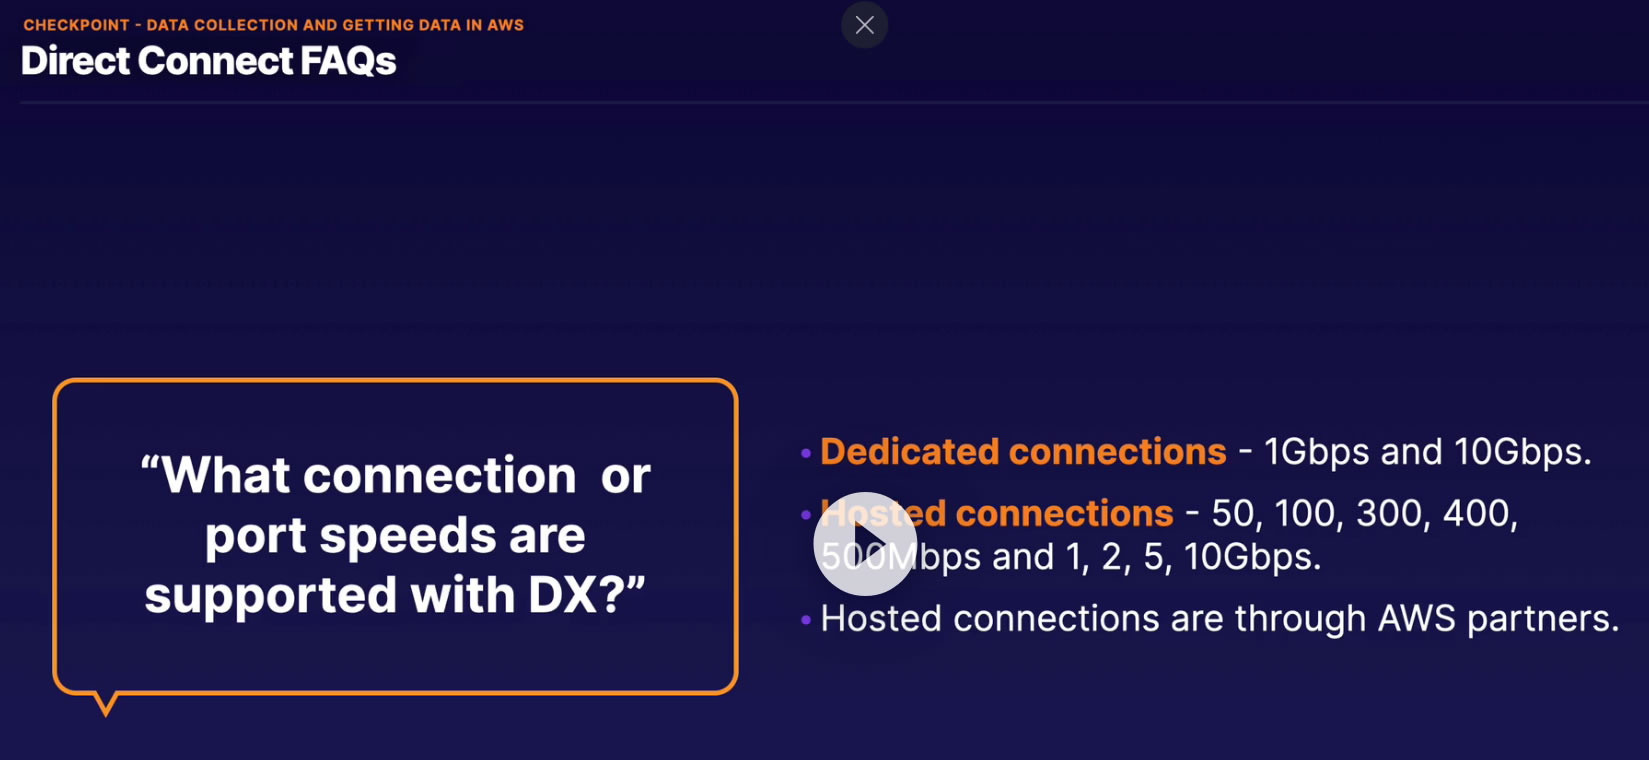 CHECKPOINT - DATA COLLECTION AND GETTING DATA IN AWS
Direct Connect FAQs
“What connection or
port speeds are
supported with DX?”
• Dedicated connections - 1Gbps and 10Gbps.
• Hosted connections - 50, 100, 300, 400,
500Mbps and 1, 2, 5, 10Gbps.
• Hosted connections are through AWS partners.